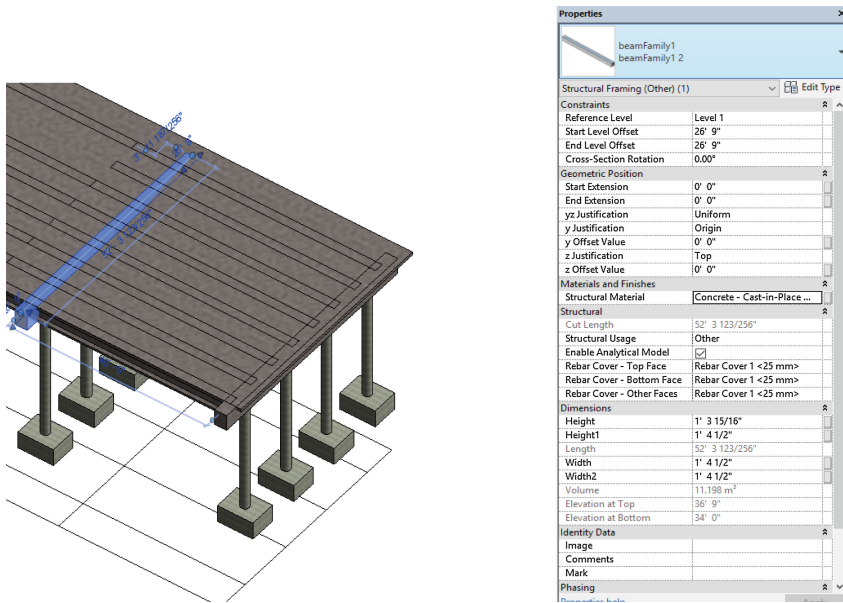 Properties
beamFamily1
beamFamily1 2
Structural Framing (Other) (1)
Edit Type
Constraints
Reference Level Level 1
Start Level Offset 26' 9"
End Level Offset 26' 9"
Cross-Section Rotation 0.00°
Geometric Position
Start Extension 0' 0"
End Extension 0' 0"
yz Justification Uniform
y Justification Origin
y Offset Value 0' 0"
z Justification Top
z Offset Value 0' 0"
Materials and Finishes
Structural Material Concrete - Cast-in-Place ...
Structural
Cut Length 52' 3 123/256"
Structural Usage Other
Enable Analytical Model
Rebar Cover - Top Face Rebar Cover 1 <25 mm>
Rebar Cover - Bottom Face Rebar Cover 1 <25 mm>
Rebar Cover - Other Faces Rebar Cover 1 <25 mm>
Dimensions
Height 1' 3 15/16"
Height1 1' 4 1/2"
Length 52' 3 123/256"
Width 1' 4 1/2"
Width2 1' 4 1/2"
Volume 11.198 m³
Elevation at Top 36' 9"
Elevation at Bottom 34' 0"
Identity Data
Image
Comments
Mark
Phasing
Properties help
52' 3 123/256"